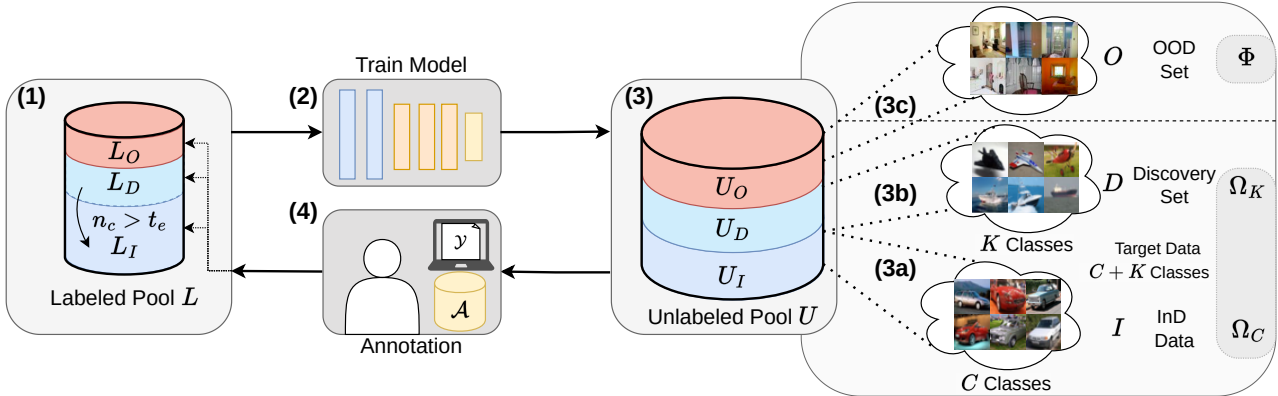 (1)
L_O
L_D
n_c > t_e
L_I
Labeled Pool L
(2)
Train Model
(4)
𝒴
𝒜
Annotation
(3)
U_O
U_D
U_I
Unlabeled Pool U
(3c)
(3b)
(3a)
O
OOD
Set
Φ
D
Discovery
Set
Ω_K
K Classes
Target Data
C + K Classes
I
InD
Data
Ω_C
C Classes